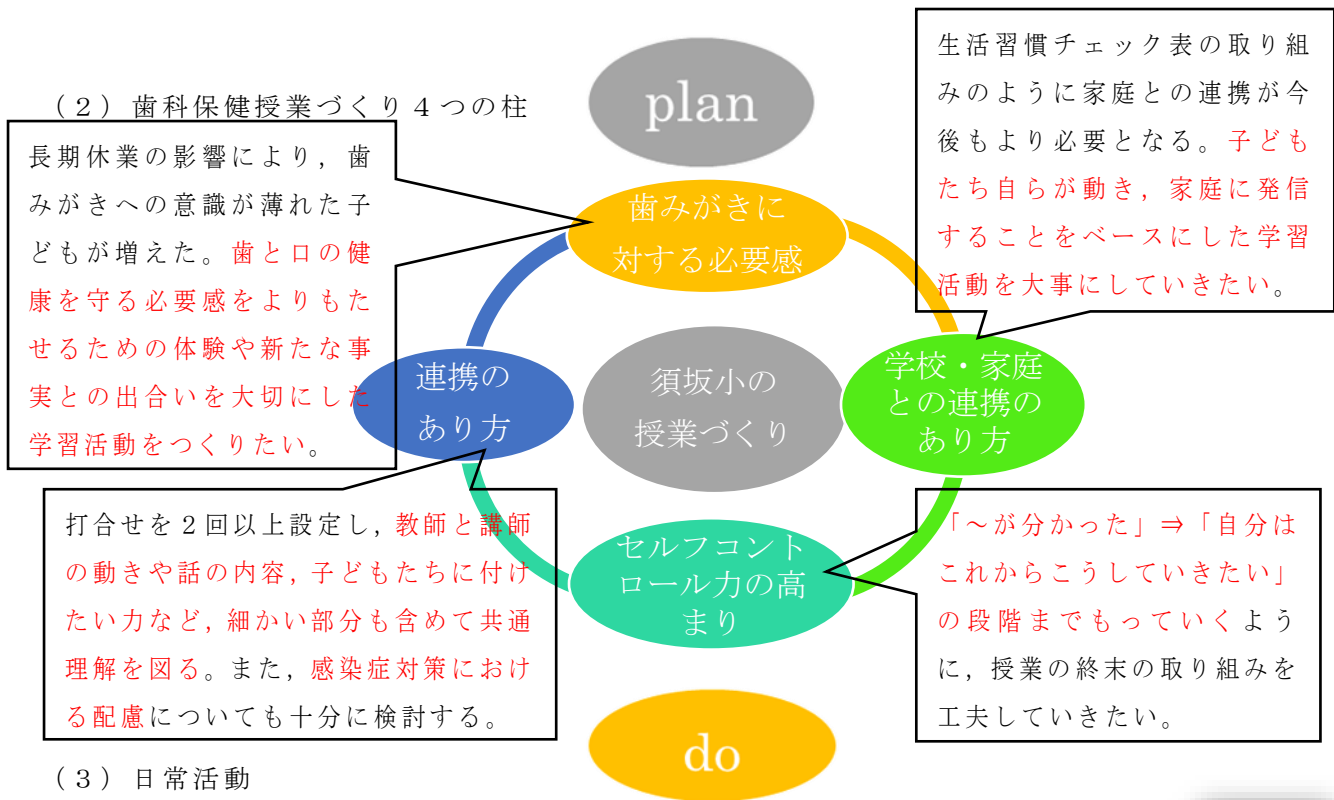 plan
(2)歯科保健授業づくり4つの柱
長期休業の影響により,歯
みがきへの意識が薄れた子
どもが増えた。歯と口の健
康を守る必要感をよりもた
せるための体験や新たな事
実との出合いを大切にした
学習活動をつくりたい。
歯みがきに
対する必要感
生活習慣チェック表の取り組
みのように家庭との連携が今
後もより必要となる。子ども
たち自らが動き,家庭に発信
することをベースにした学習
活動を大事にしていきたい。
連携の
あり方
須坂小の
授業づくり
学校・家庭
との連携の
あり方
打合せを2回以上設定し,教師と講師
の動きや話の内容,子どもたちに付け
たい力など,細かい部分も含めて共通
理解を図る。また,感染症対策におけ
る配慮についても十分に検討する。
セルフコント
ロール力の高
まり
「~が分かった」⇒「自分は
これからこうしていきたい」
の段階までもっていくよう
に,授業の終末の取り組みを
工夫していきたい。
do
(3)日常活動